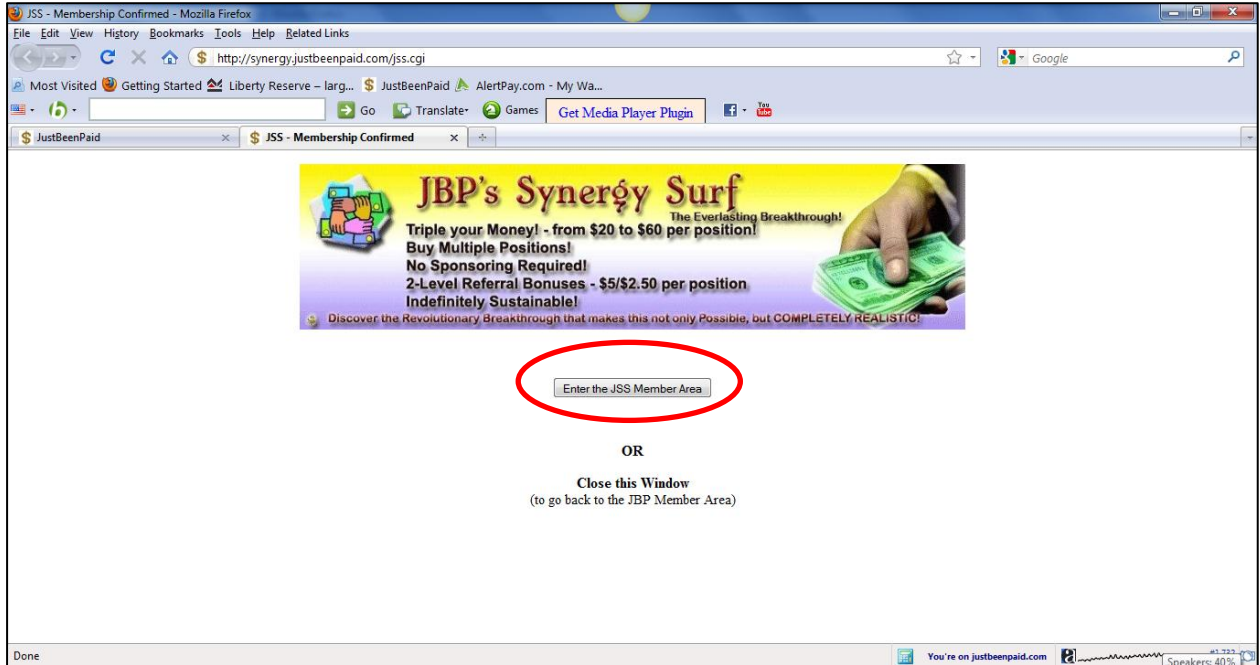 JSS - Membership Confirmed - Mozilla Firefox
File Edit View History Bookmarks Tools Help Related Links
http://synergy.justbeenpaid.com/jss.cgi
Google
Most Visited Getting Started Liberty Reserve – larg... JustBeenPaid AlertPay.com - My Wa...
Go Translate Games Get Media Player Plugin You Tube
JustBeenPaid JSS - Membership Confirmed
JBP's Synergy Surf
The Everlasting Breakthrough!
Triple your Money! - from $20 to $60 per position!
Buy Multiple Positions!
No Sponsoring Required!
2-Level Referral Bonuses - $5/$2.50 per position
Indefinitely Sustainable!
Discover the Revolutionary Breakthrough that makes this not only Possible, but COMPLETELY REALISTIC!
Enter the JSS Member Area
OR
Close this Window
(to go back to the JBP Member Area)
Done You're on justbeenpaid.com
Speakers: 40%